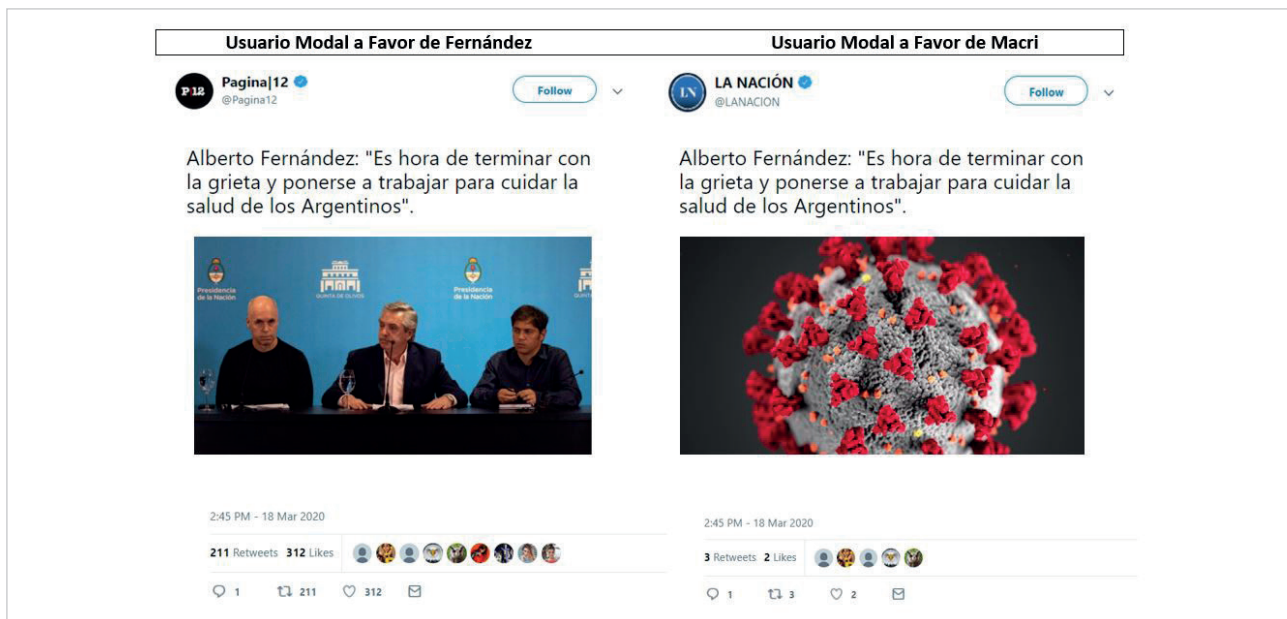 Usuario Modal a Favor de Fernández
Usuario Modal a Favor de Macri
P12
Pagina|12
@Pagina12
Follow
Alberto Fernández: "Es hora de terminar con
la grieta y ponerse a trabajar para cuidar la
salud de los Argentinos".
Presidencia
de la Nación
QUINTA DE OLIVOS
Presidencia
de la Nación
2:45 PM - 18 Mar 2020
211 Retweets 312 Likes
1 211 312
LN
LA NACIÓN
@LANACION
Follow
Alberto Fernández: "Es hora de terminar con
la grieta y ponerse a trabajar para cuidar la
salud de los Argentinos".
2:45 PM - 18 Mar 2020
3 Retweets 2 Likes
1 3 2